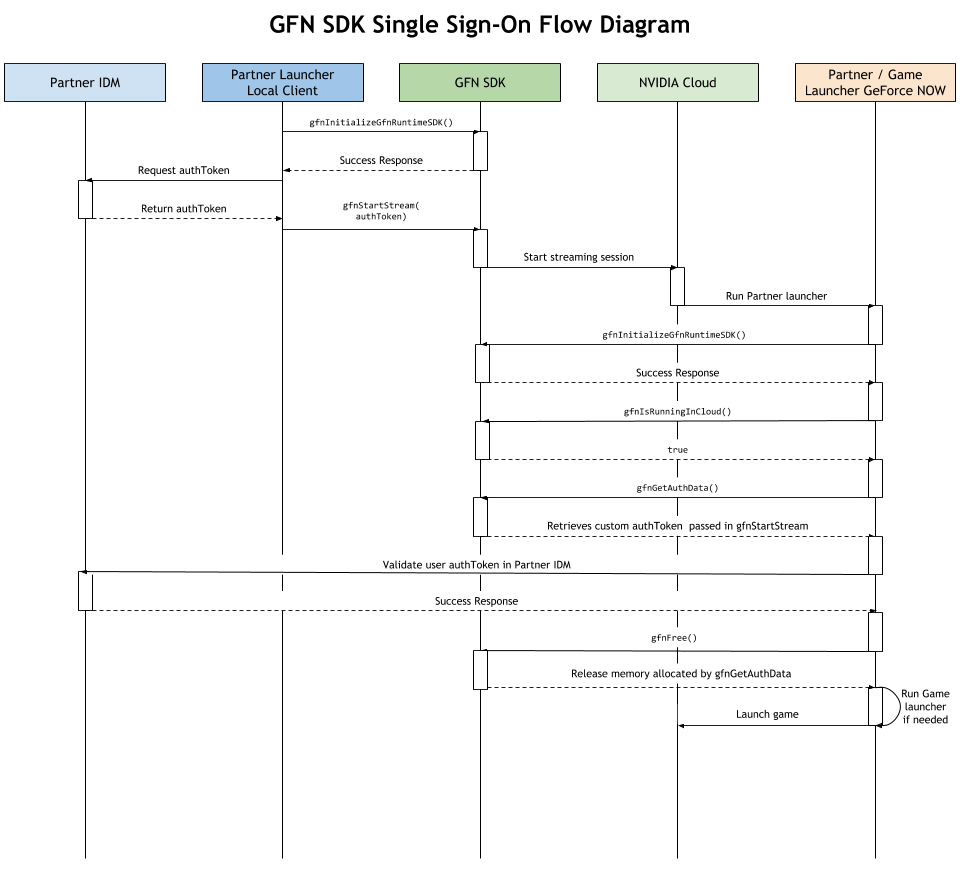 GFN SDK Single Sign-On Flow Diagram
Partner IDM
Partner Launcher
Local Client
GFN SDK
NVIDIA Cloud
Partner / Game
Launcher GeForce NOW
gfnInitializeGfnRuntimeSDK()
Success Response
Request authToken
Return authToken
gfnStartStream(
authToken)
Start streaming session
Run Partner launcher
gfnInitializeGfnRuntimeSDK()
Success Response
gfnIsRunningInCloud()
true
gfnGetAuthData()
Retrieves custom authToken passed in gfnStartStream
Validate user authToken in Partner IDM
Success Response
gfnFree()
Release memory allocated by gfnGetAuthData
Run Game
launcher
if needed
Launch game